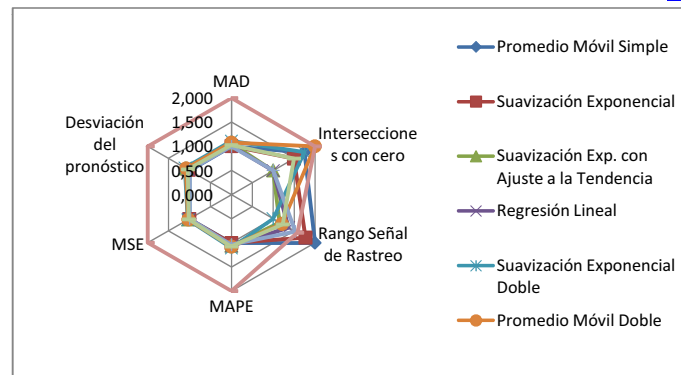 MAD
2,000
1,500
1,000
0,500
0,000
Interseccione
s con cero
Rango Señal
de Rastreo
MAPE
MSE
Desviación
del
pronóstico
Promedio Móvil Simple
Suavización Exponencial
Suavización Exp. con
Ajuste a la Tendencia
Regresión Lineal
Suavización Exponencial
Doble
Promedio Móvil Doble